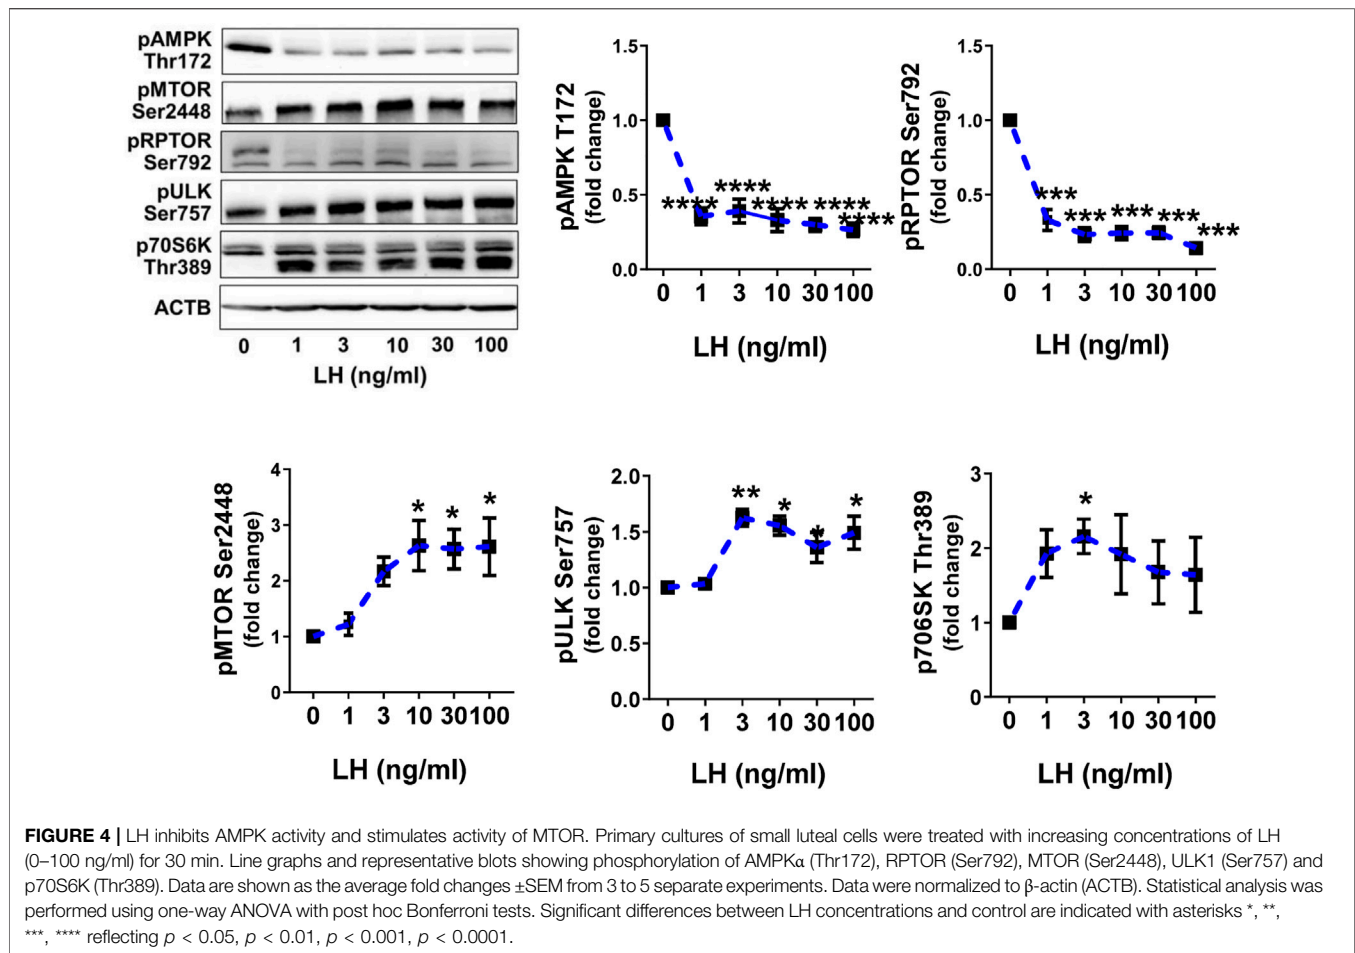 pAMPK
Thr172
pMTOR
Ser2448
pRPTOR
Ser792
pULK
Ser757
p70S6K
Thr389
ACTB
0 1 3 10 30 100
LH (ng/ml)
pAMPK T172
(fold change)
1.5
1.0
0.5
0.0
****
****
****
****
****
0 1 3 10 30 100
LH (ng/ml)
pRPTOR Ser792
(fold change)
1.5
1.0
0.5
0.0
***
***
***
***
***
0 1 3 10 30 100
LH (ng/ml)
pMTOR Ser2448
(fold change)
4
3
2
1
0
*
*
*
0 1 3 10 30 100
LH (ng/ml)
pULK Ser757
(fold change)
2.0
1.5
1.0
0.5
0.0
**
*
*
*
0 1 3 10 30 100
LH (ng/ml)
p706SK Thr389
(fold change)
3
2
1
0
*
0 1 3 10 30 100
LH (ng/ml)
FIGURE 4 | LH inhibits AMPK activity and stimulates activity of MTOR. Primary cultures of small luteal cells were treated with increasing concentrations of LH
(0–100 ng/ml) for 30 min. Line graphs and representative blots showing phosphorylation of AMPKα (Thr172), RPTOR (Ser792), MTOR (Ser2448), ULK1 (Ser757) and
p70S6K (Thr389). Data are shown as the average fold changes ±SEM from 3 to 5 separate experiments. Data were normalized to β-actin (ACTB). Statistical analysis was
performed using one-way ANOVA with post hoc Bonferroni tests. Significant differences between LH concentrations and control are indicated with asterisks *, **,
***, **** reflecting p < 0.05, p < 0.01, p < 0.001, p < 0.0001.